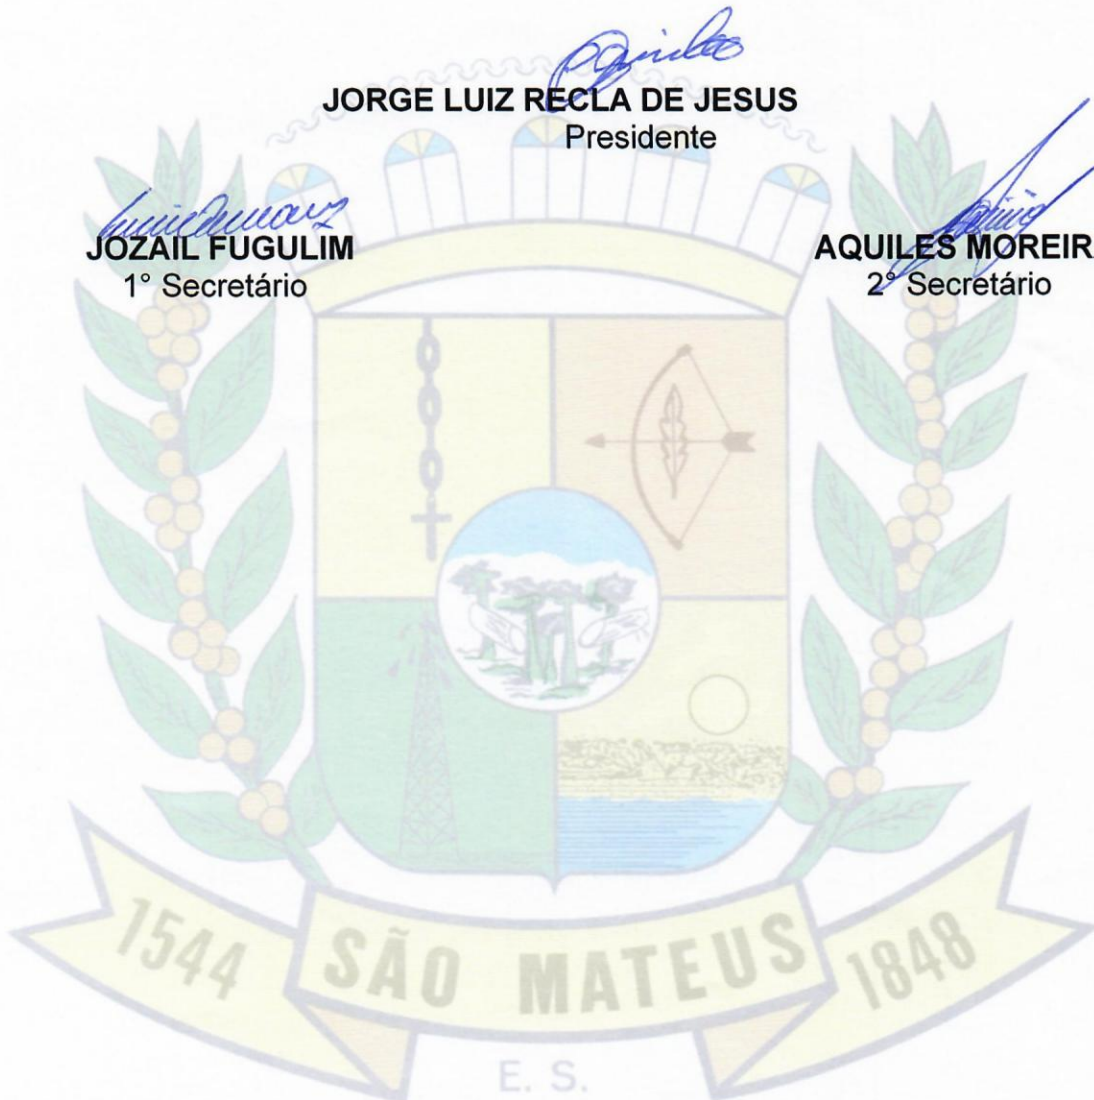 JORGE LUIZ RECLA DE JESUS
Presidente
JOZAIL FUGULIM
1° Secretário
AQUILES MOREIR
2° Secretário
1544
SÃO MATEUS
1848
E. S.